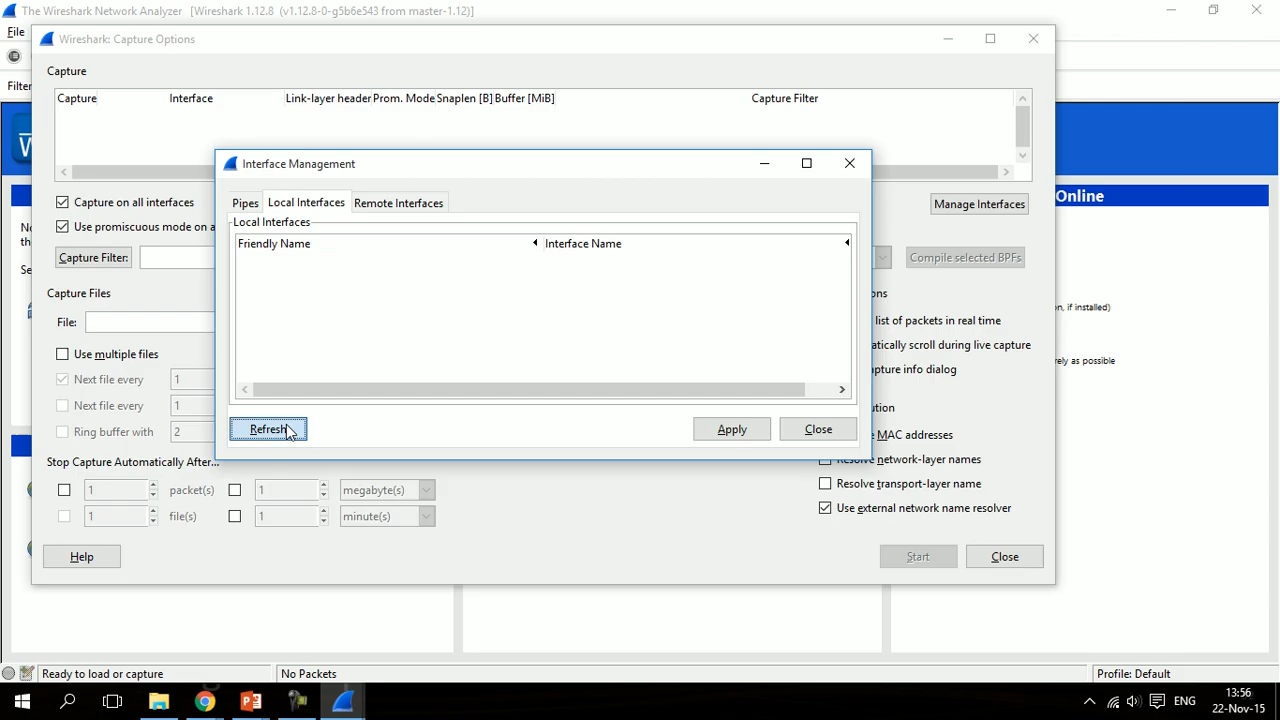 The Wireshark Network Analyzer [Wireshark 1.12.8 (v1.12.8-0-g5b6e543 from master-1.12)]
File
Wireshark: Capture Options
Filter
Capture
Capture Interface Link-layer header Prom. Mode Snaplen [B] Buffer [MiB] Capture Filter
Interface Management
Online
Capture on all interfaces
Pipes Local Interfaces Remote Interfaces
Manage Interfaces
Local Interfaces
Use promiscuous mode on a
Friendly Name Interface Name
Capture Filter:
Compile selected BPFs
Capture Files
ons
n, if installed)
File:
list of packets in real time
atically scroll during live capture
Use multiple files
rely as possible
apture info dialog
Next file every 1
Next file every 1
ution
Ring buffer with 2
Refresh Apply Close
MAC addresses
Stop Capture Automatically After...
Resolve network-layer names
1 packet(s) 1 megabyte(s)
Resolve transport-layer name
1 file(s) 1 minute(s)
Use external network name resolver
Help Start Close
Ready to load or capture No Packets Profile: Default
ENG
13:56
22-Nov-15